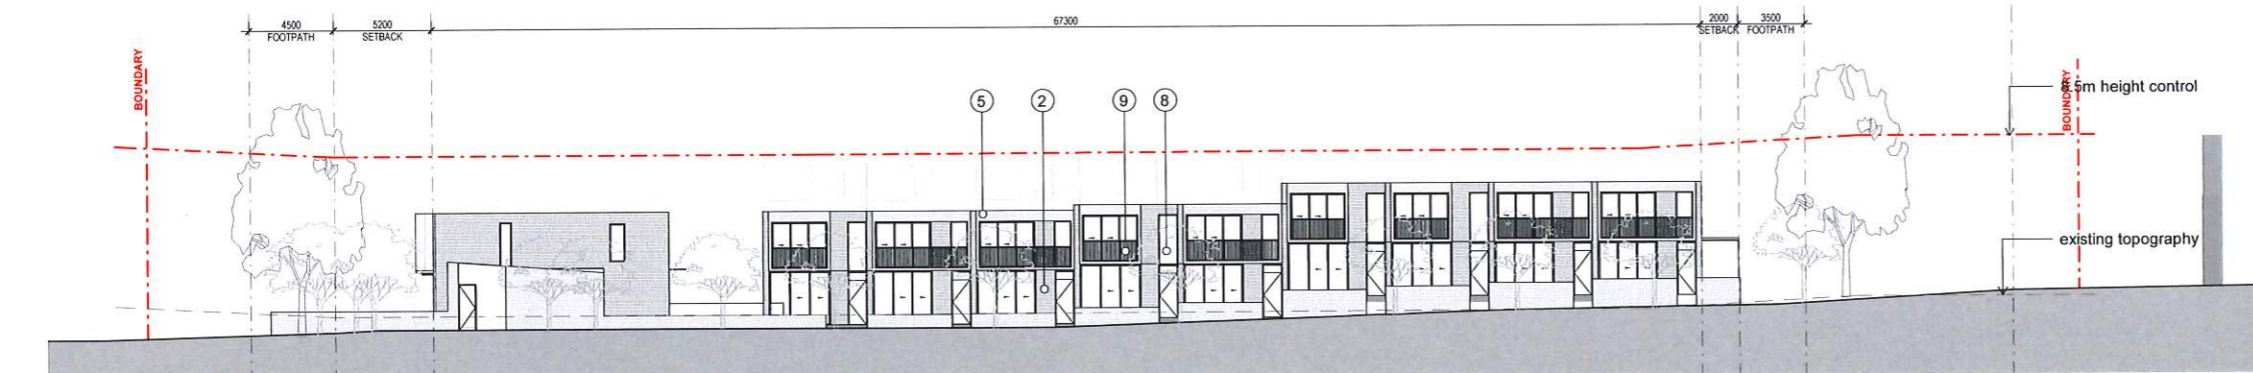 4500
FOOTPATH
5200
SETBACK
67300
2000
SETBACK
3500
FOOTPATH
BOUNDARY
5
2
9
8
BOUNDARY
8.5m height control
existing topography